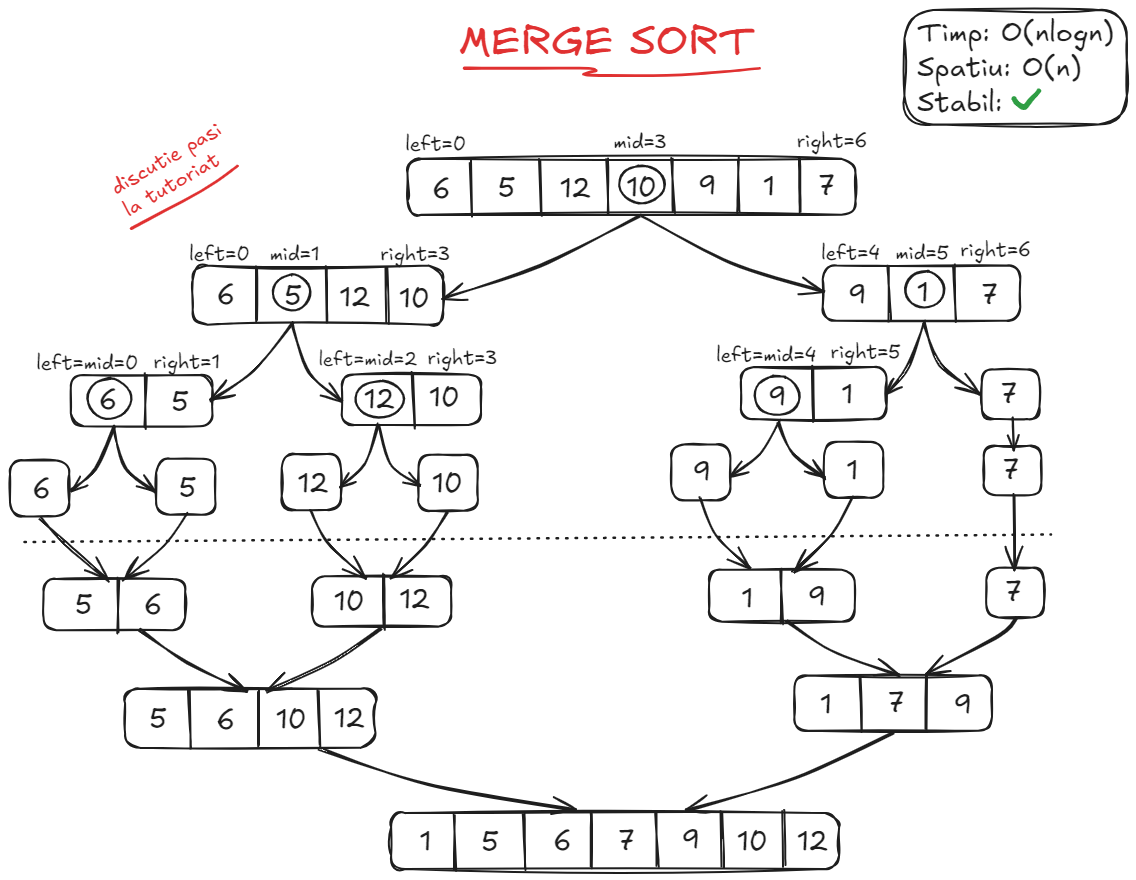 MERGE SORT
Timp: O(nlogn)
Spatiu: O(n)
Stabil: ✓
discutie pasi
la tutoriat
left=0 mid=3 right=6
6 5 12 10 9 1 7
left=0 mid=1 right=3
6 5 12 10
left=4 mid=5 right=6
9 1 7
left=mid=0 right=1
6 5
left=mid=2 right=3
12 10
left=mid=4 right=5
9 1
7
6 5 12 10 9 1 7
5 6 10 12 1 9 7
5 6 10 12 1 7 9
1 5 6 7 9 10 12